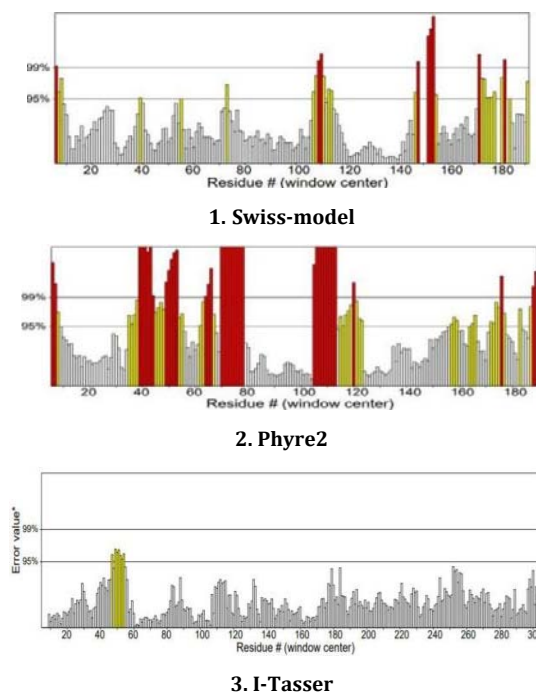 99%
95%
20 40 60 80 100 120 140 160 180
Residue # (window center)
1. Swiss-model
99%
95%
20 40 60 80 100 120 140 160 180
Residue # (window center)
2. Phyre2
Error value*
99%
95%
20 40 60 80 100 120 140 160 180 200 220 240 260 280 300
Residue # (window center)
3. I-Tasser